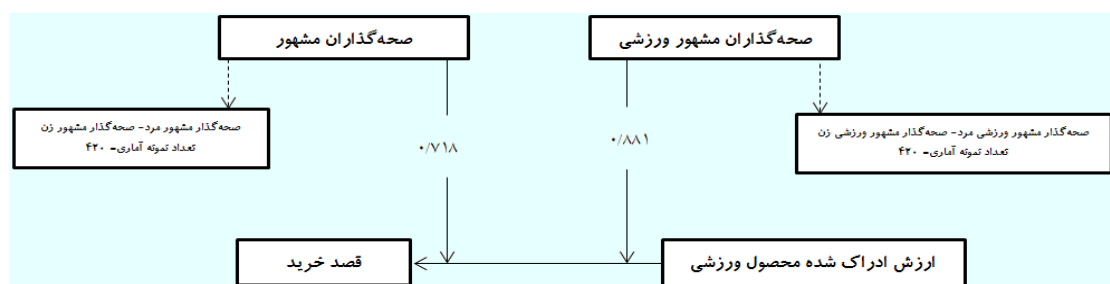 صحه‌گذاران مشهور ورزشی
صحه‌گذاران مشهور
صحه‌گذار مشهور ورزشی مرد- صحه‌گذار مشهور ورزشی زن
تعداد نمونه آماری- ۴۲۰
صحه‌گذار مشهور مرد- صحه‌گذار مشهور زن
تعداد نمونه آماری- ۴۲۰
۰/۸۸۱
۰/۷۱۸
ارزش ادراک شده محصول ورزشی
قصد خرید